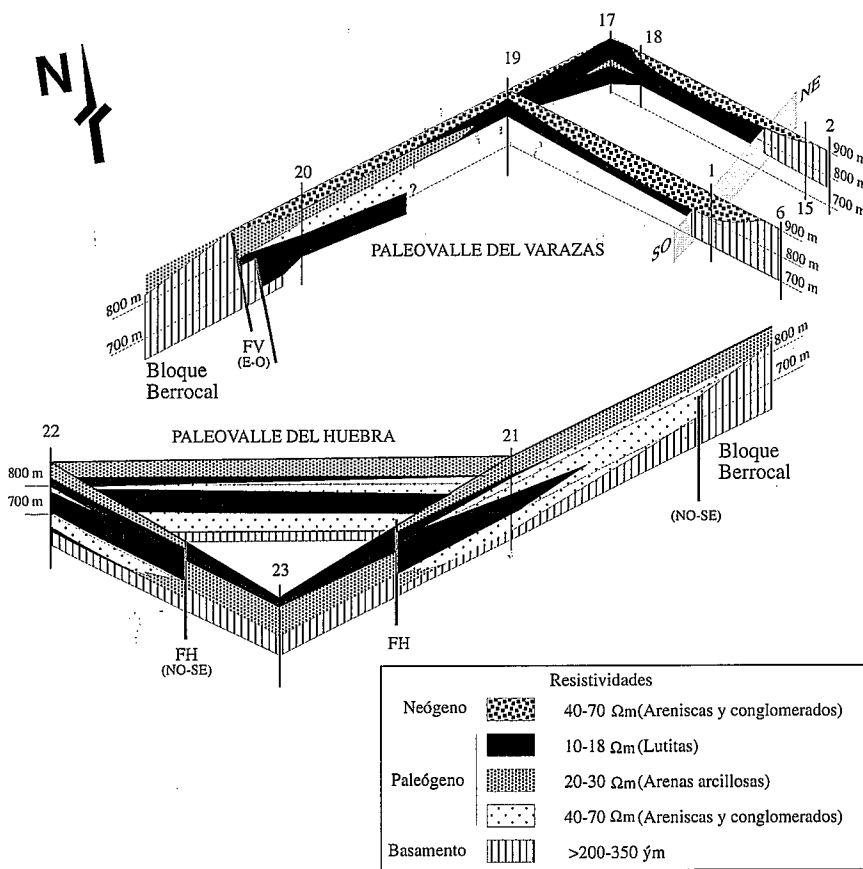 N
17
18
19
NE
2
900 m
800 m
700 m
20
1
15
6
?
SO
900 m
800 m
700 m
PALEOVALLE DEL VARAZAS
800 m
700 m
FV
(E-O)
Bloque
Berrocal
800 m
700 m
22
PALEOVALLE DEL HUEBRA
21
Bloque
Berrocal
800 m
700 m
(NO-SE)
23
FH
(NO-SE)
FH
Resistividades
Neógeno 40-70 Ωm(Areniscas y conglomerados)
10-18 Ωm(Lutitas)
Paleógeno 20-30 Ωm(Arenas arcillosas)
40-70 Ωm(Areniscas y conglomerados)
Basamento >200-350 ým